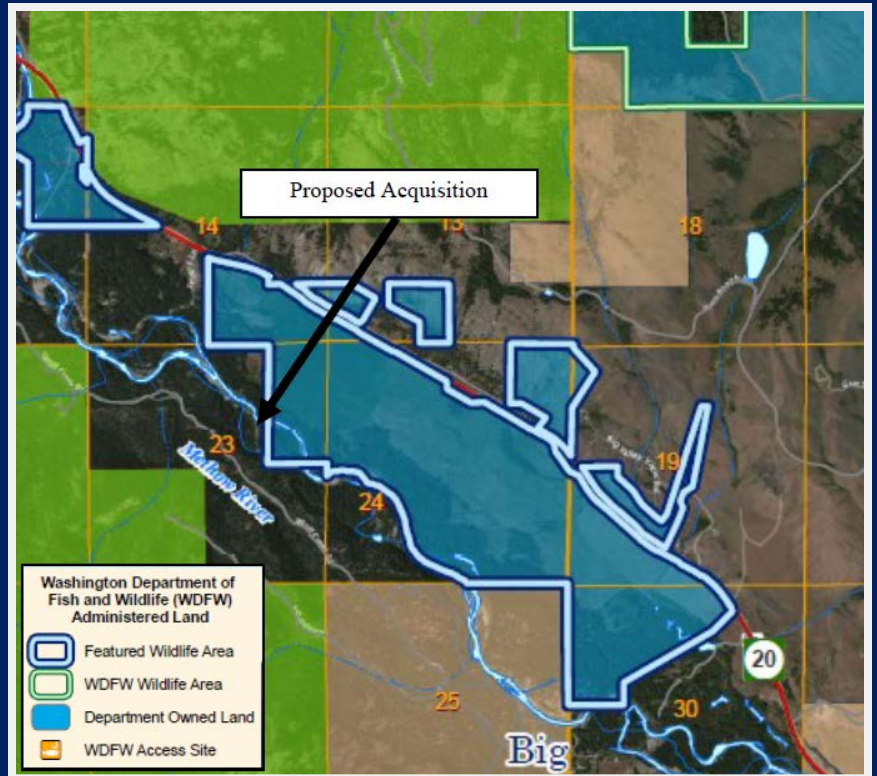 Proposed Acquisition
14
13
18
23
Methow River
24
19
Washington Department of
Fish and Wildlife (WDFW)
Administered Land
Featured Wildlife Area
WDFW Wildlife Area
Department Owned Land
WDFW Access Site
20
25
30
Big